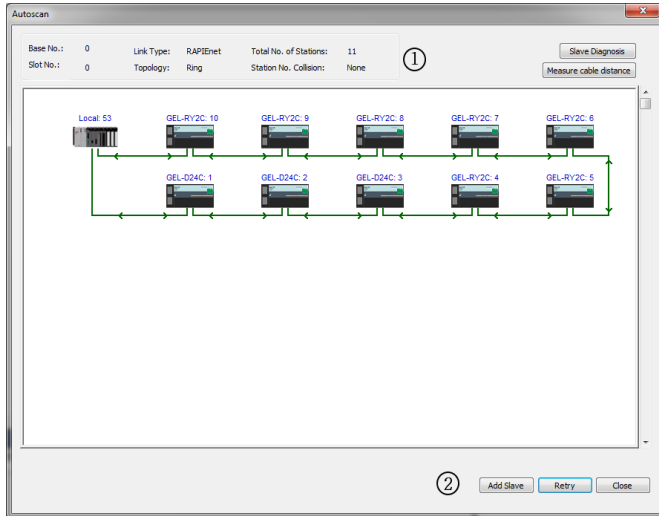 Autoscan
Base No.: 0 Link Type: RAPIEnet Total No. of Stations: 11 ① Slave Diagnosis
Slot No.: 0 Topology: Ring Station No. Collision: None Measure cable distance
Local: 53 GEL-RY2C: 10 GEL-RY2C: 9 GEL-RY2C: 8 GEL-RY2C: 7 GEL-RY2C: 6
GEL-D24C: 1 GEL-D24C: 2 GEL-D24C: 3 GEL-RY2C: 4 GEL-RY2C: 5
② Add Slave Retry Close